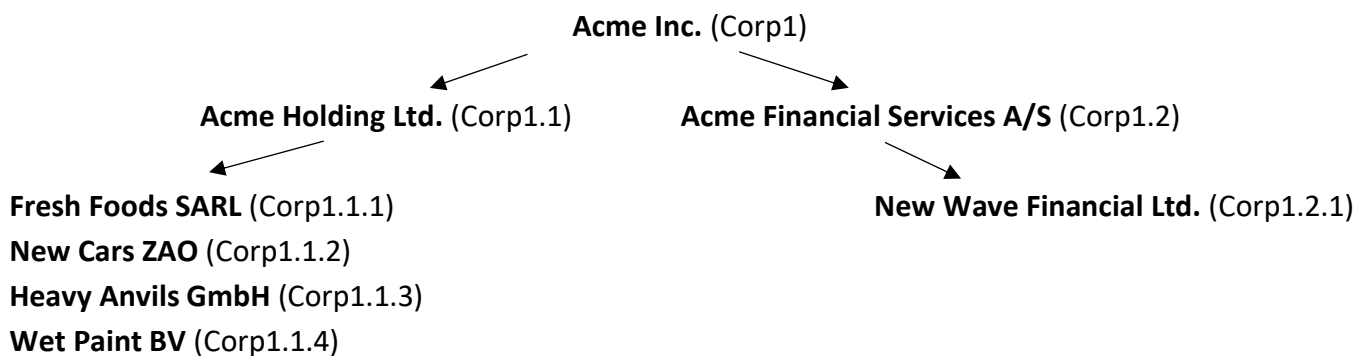 Acme Inc. (Corp1)
Acme Holding Ltd. (Corp1.1) Acme Financial Services A/S (Corp1.2)
Fresh Foods SARL (Corp1.1.1) New Wave Financial Ltd. (Corp1.2.1)
New Cars ZAO (Corp1.1.2)
Heavy Anvils GmbH (Corp1.1.3)
Wet Paint BV (Corp1.1.4)